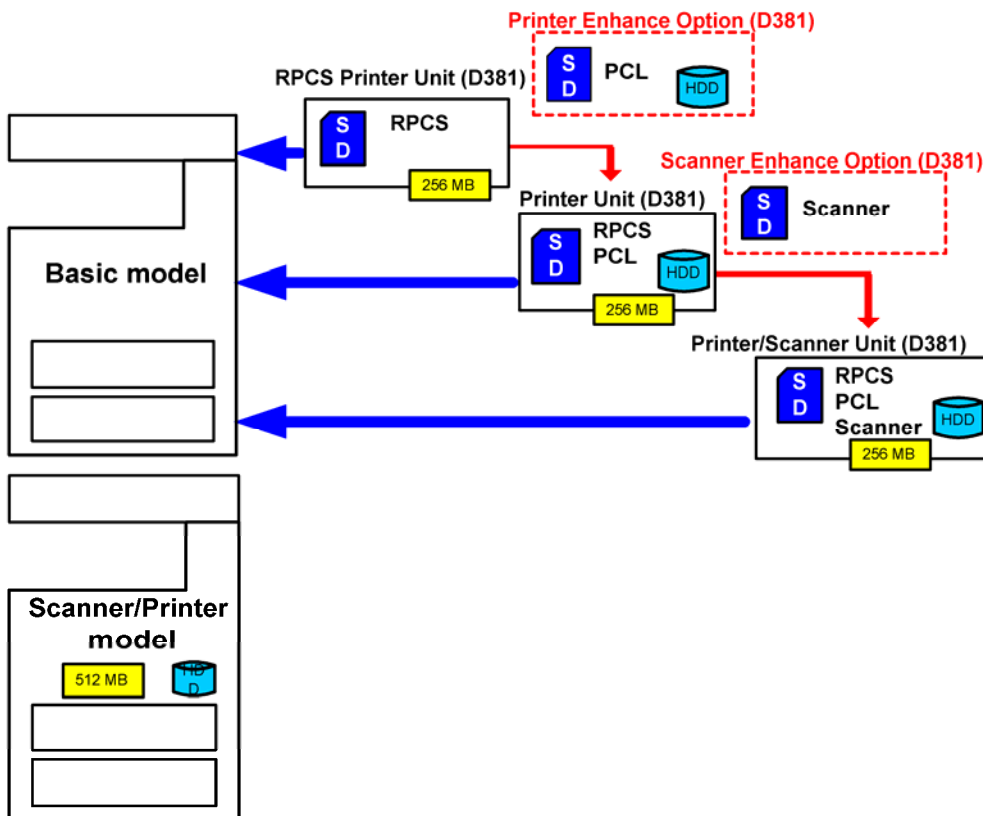 Printer Enhance Option (D381)
S
D
PCL
HDD
RPCS Printer Unit (D381)
S
D
RPCS
256 MB
Scanner Enhance Option (D381)
S
D
Scanner
Printer Unit (D381)
S
D
RPCS
PCL
HDD
256 MB
Basic model
Printer/Scanner Unit (D381)
S
D
RPCS
PCL
Scanner
HDD
256 MB
Scanner/Printer
model
512 MB
HD
D